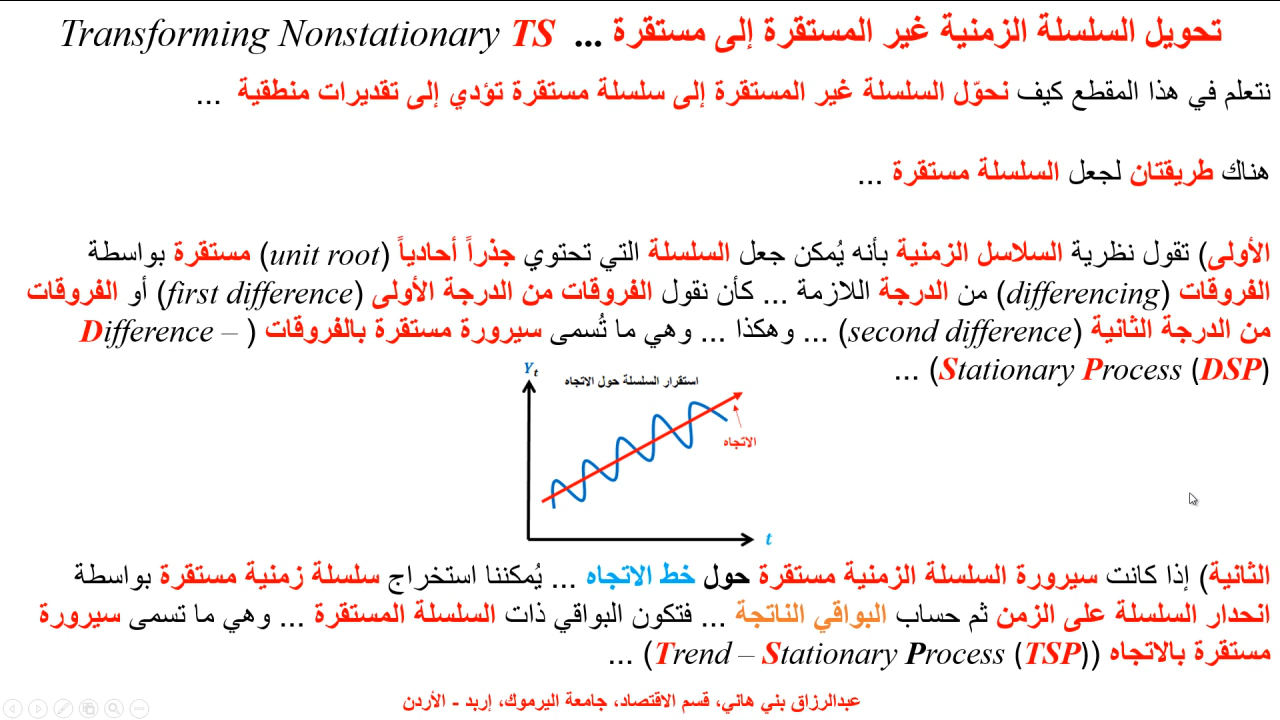 تحويل السلسلة الزمنية غير المستقرة إلى مستقرة ... Transforming Nonstationary TS
نتعلم في هذا المقطع كيف نحوّل السلسلة غير المستقرة إلى سلسلة مستقرة تؤدي إلى تقديرات منطقية ...
هناك طريقتان لجعل السلسلة مستقرة ...
الأولى) تقول نظرية السلاسل الزمنية بأنه يُمكن جعل السلسلة التي تحتوي جذراً أحادياً (unit root) مستقرة بواسطة
الفروقات (differencing) من الدرجة اللازمة ... كأن نقول الفروقات من الدرجة الأولى (first difference) أو الفروقات
من الدرجة الثانية (second difference) ... وهكذا ... وهي ما تُسمى سيرورة مستقرة بالفروقات ( Difference –
Stationary Process (DSP)) ...
Yt
استقرار السلسلة حول الاتجاه
الاتجاه
t
الثانية) إذا كانت سيرورة السلسلة الزمنية مستقرة حول خط الاتجاه ... يُمكننا استخراج سلسلة زمنية مستقرة بواسطة
انحدار السلسلة على الزمن ثم حساب البواقي الناتجة ... فتكون البواقي ذات السلسلة المستقرة ... وهي ما تسمى سيرورة
مستقرة بالاتجاه (Trend – Stationary Process (TSP)) ...
عبدالرزاق بني هاني، قسم الاقتصاد، جامعة اليرموك، إربد - الأردن